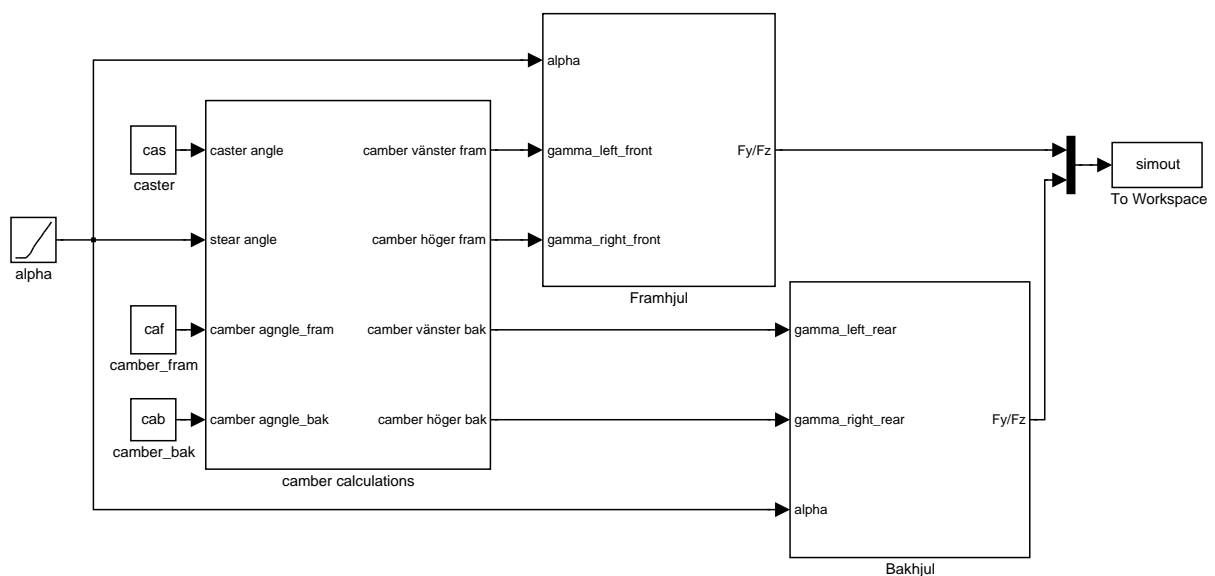 alpha
cas
caster
caster angle
camber vänster fram
gamma_left_front
Fy/Fz
simout
To Workspace
alpha
stear angle
camber höger fram
gamma_right_front
Framhjul
caf
camber_fram
camber agngle_fram
camber vänster bak
gamma_left_rear
cab
camber_bak
camber agngle_bak
camber höger bak
gamma_right_rear
Fy/Fz
camber calculations
alpha
Bakhjul